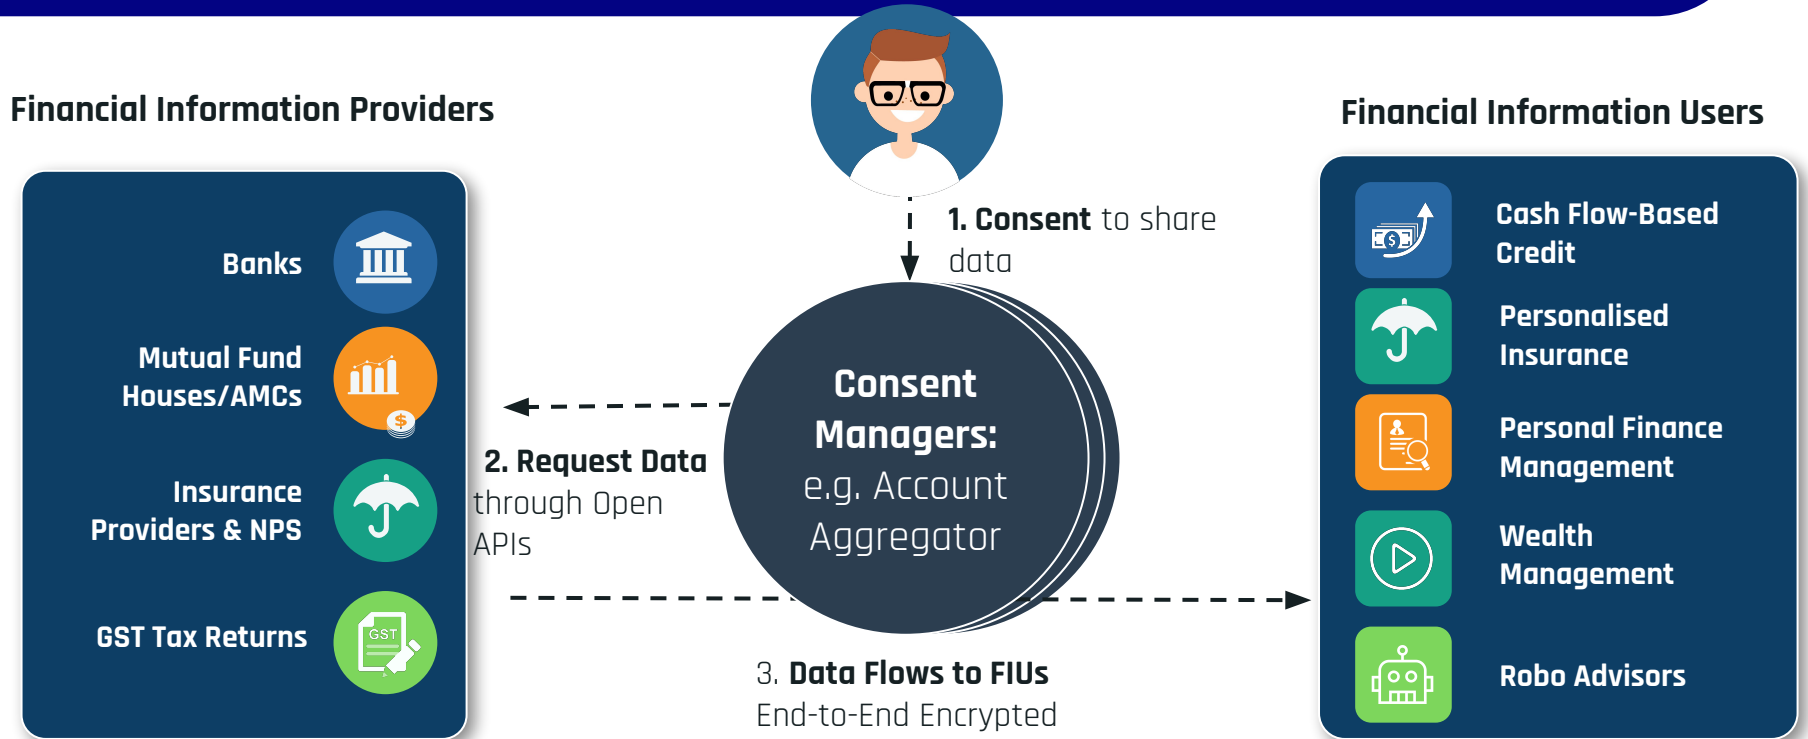 Financial Information Providers
Banks
Mutual Fund
Houses/AMCs
Insurance
Providers & NPS
GST Tax Returns
GST
1. Consent to share
data
2. Request Data
through Open
APIs
Consent
Managers:
e.g. Account
Aggregator
3. Data Flows to FIUs
End-to-End Encrypted
Financial Information Users
Cash Flow-Based
Credit
Personalised
Insurance
Personal Finance
Management
Wealth
Management
Robo Advisors